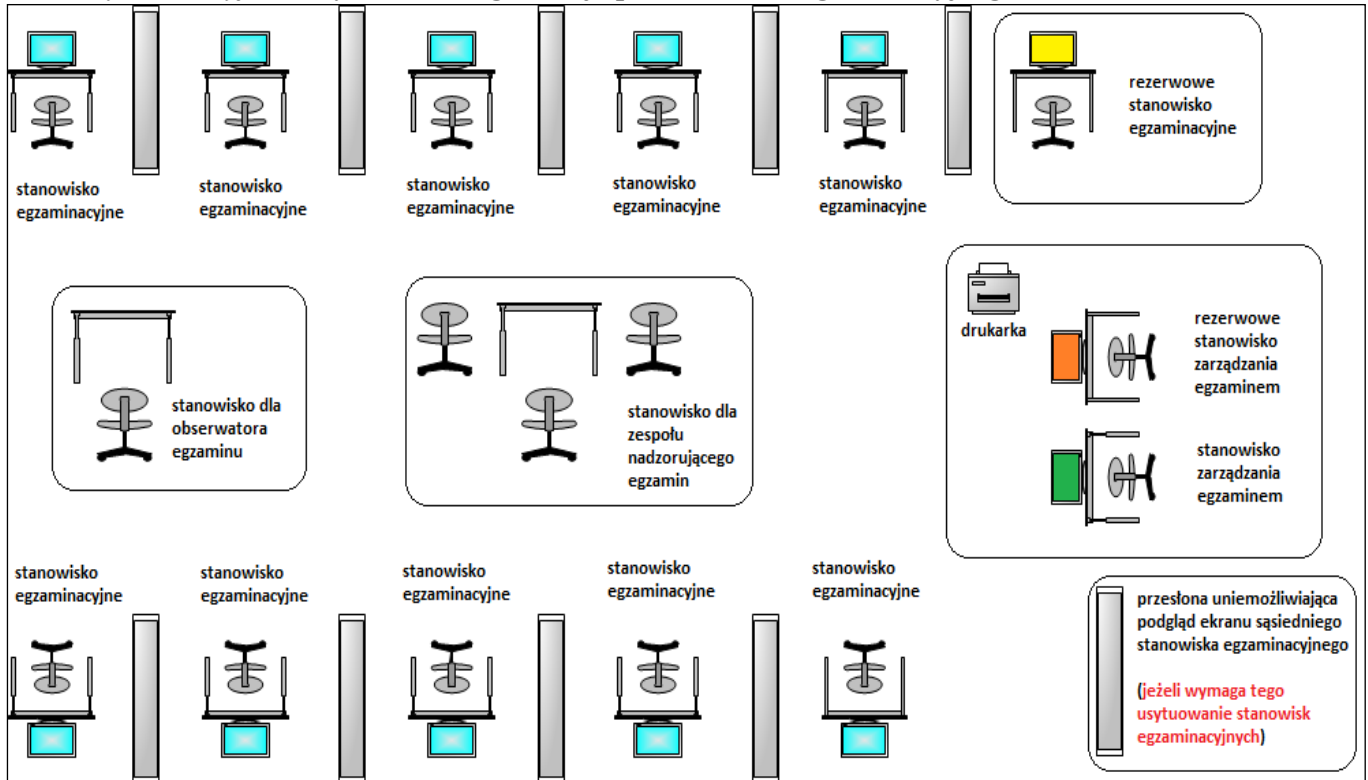 stanowisko
egzaminacyjne
stanowisko
egzaminacyjne
stanowisko
egzaminacyjne
stanowisko
egzaminacyjne
stanowisko
egzaminacyjne
rezerwowe
stanowisko
egzaminacyjne
stanowisko dla
obserwatora
egzaminu
stanowisko dla
zespołu
nadzorującego
egzamin
drukarka
rezerwowe
stanowisko
zarządzania
egzaminem
stanowisko
zarządzania
egzaminem
stanowisko
egzaminacyjne
stanowisko
egzaminacyjne
stanowisko
egzaminacyjne
stanowisko
egzaminacyjne
stanowisko
egzaminacyjne
przesłona uniemożliwiająca
podgląd ekranu sąsiedniego
stanowiska egzaminacyjnego
(jeżeli wymaga tego
usytuowanie stanowisk
egzaminacyjnych)